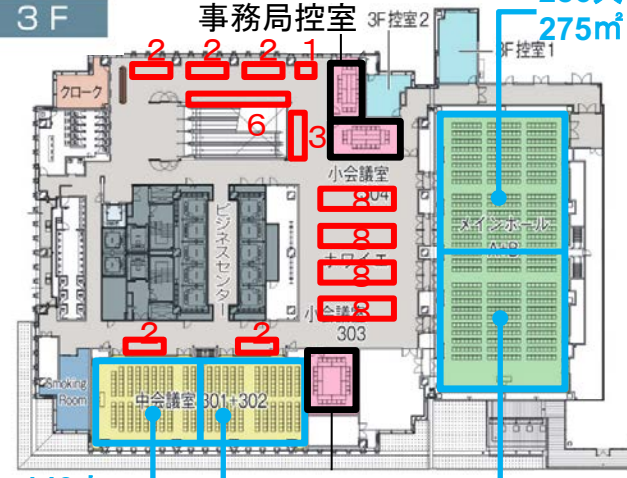 3F
事務局控室
3F控室2
275㎡
3F控室1
2
2
2
1
クローク
6
3
小会議室
304
8
メインホール
A+B
8
ホワイエ
8
ビジネスセンター
8
小会議室
303
2
2
Smoking
Room
中会議室 301+302